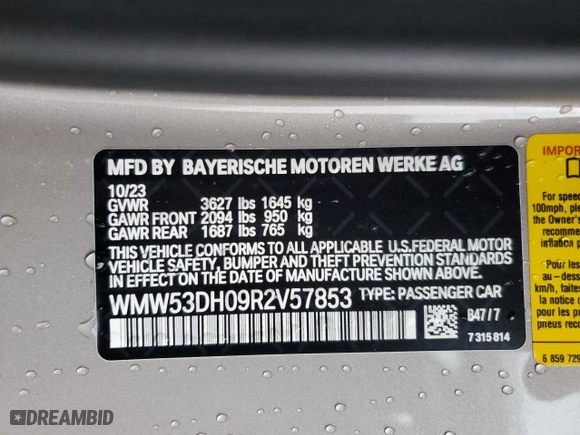 MFD BY BAYERISCHE MOTOREN WERKE AG
10/23
GVWR 3627 lbs 1645 kg
GAWR FRONT 2094 lbs 950 kg
GAWR REAR 1687 lbs 765 kg
THIS VEHICLE CONFORMS TO ALL APPLICABLE U.S.FEDERAL MOTOR
VEHICLE SAFETY, BUMPER AND THEFT PREVENTION STANDARDS
IN EFFECT ON THE DATE OF MANUFACTURE SHOWN ABOVE.
WMW53DH09R2V57853 TYPE: PASSENGER CAR
B47/7
7 315 814
IMPOR
For speed
100mph, ple
the Owner's
recommen
inflation p
Pour les
au-dess
km/h, faites
la notice
pneus reco
6 859 729
DREAMBID